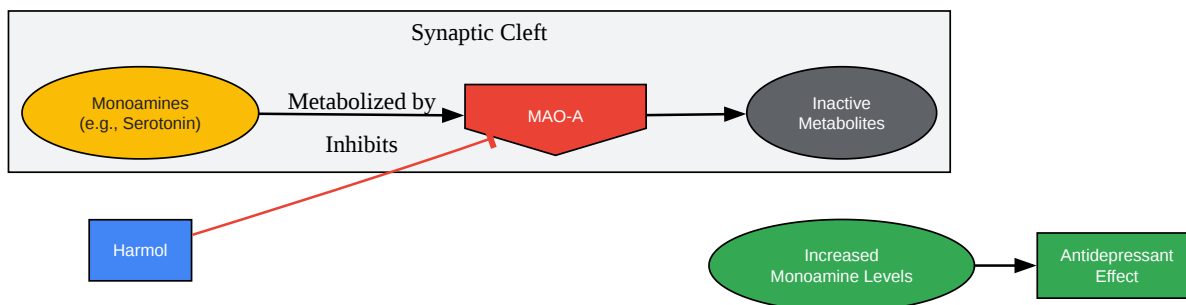 Synaptic Cleft
Monoamines
(e.g., Serotonin)
Metabolized by
MAO-A
Inactive
Metabolites
Inhibits
Harmol
Increased
Monoamine Levels
Antidepressant
Effect